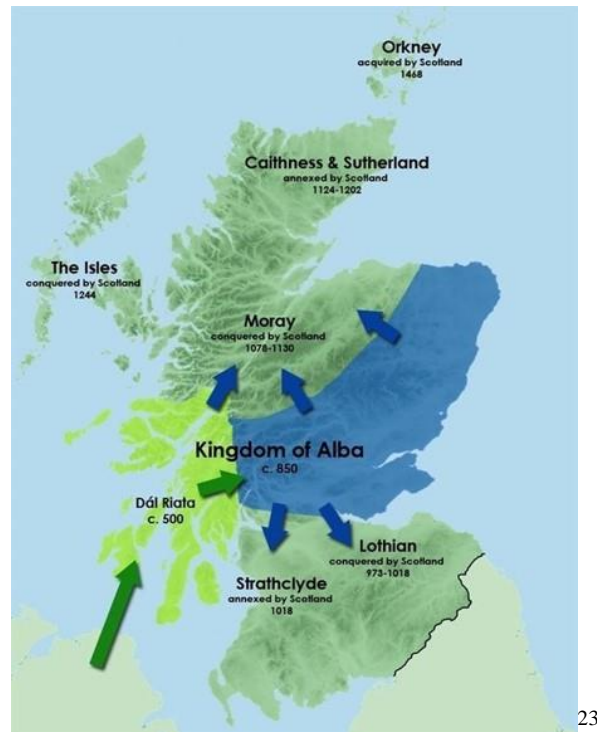 Orkney
acquired by Scotland
1468
Caithness & Sutherland
annexed by Scotland
1124-1202
The Isles
conquered by Scotland
1244
Moray
conquered by Scotland
1078-1130
Kingdom of Alba
c. 850
Dál Riata
c. 500
Lothian
conquered by Scotland
973-1018
Strathclyde
annexed by Scotland
1018
23